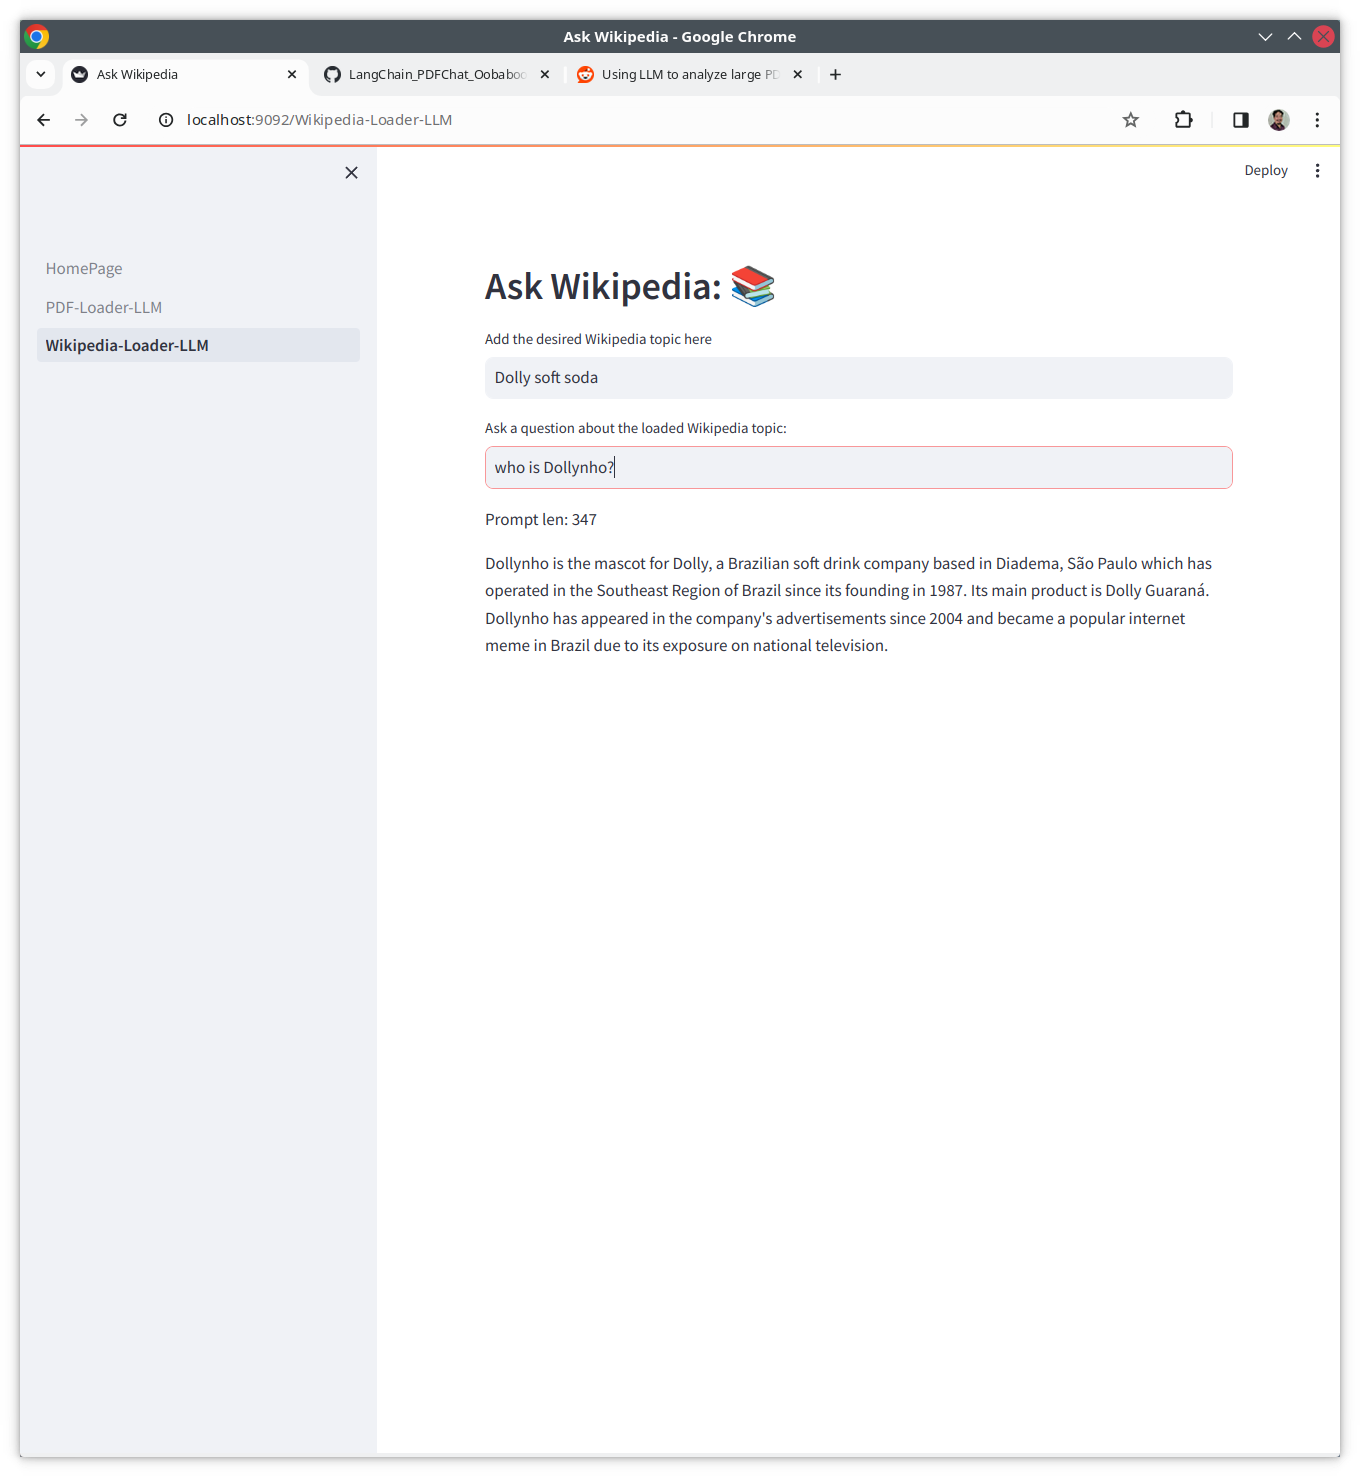 Ask Wikipedia - Google Chrome
Ask Wikipedia
LangChain_PDFChat_Oobaboo
Using LLM to analyze large PD
localhost:9092/Wikipedia-Loader-LLM
Deploy
HomePage
PDF-Loader-LLM
Wikipedia-Loader-LLM
Ask Wikipedia:
Add the desired Wikipedia topic here
Dolly soft soda
Ask a question about the loaded Wikipedia topic:
who is Dollynho?
Prompt len: 347
Dollynho is the mascot for Dolly, a Brazilian soft drink company based in Diadema, São Paulo which has
operated in the Southeast Region of Brazil since its founding in 1987. Its main product is Dolly Guaraná.
Dollynho has appeared in the company's advertisements since 2004 and became a popular internet
meme in Brazil due to its exposure on national television.